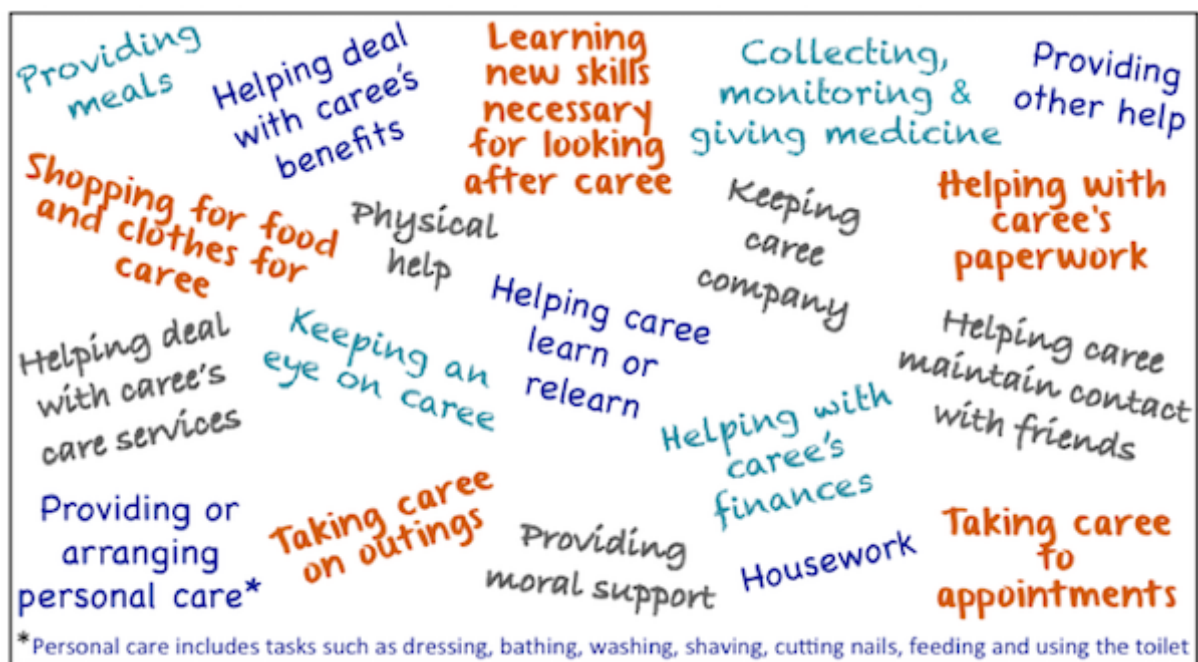 Providing
meals
Helping deal
with caree's
benefits
Learning
new skills
necessary
for looking
after caree
Collecting,
monitoring &
giving medicine
Providing
other help
Shopping for food
and clothes for
caree
Physical
help
Keeping
caree
company
Helping with
caree's
paperwork
Helping deal
with caree's
care services
Keeping an
eye on caree
Helping caree
learn or
relearn
Helping with
caree's
finances
Helping caree
maintain contact
with friends
Providing or
arranging
personal care*
Taking caree
on outings
Providing
moral support
Housework
Taking caree
to
appointments
*Personal care includes tasks such as dressing, bathing, washing, shaving, cutting nails, feeding and using the toilet